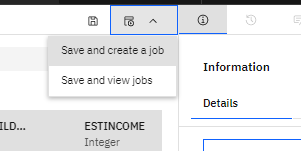 Save and create a job
Information
Save and view jobs
Details
ILD...
ESTINCOME
Integer